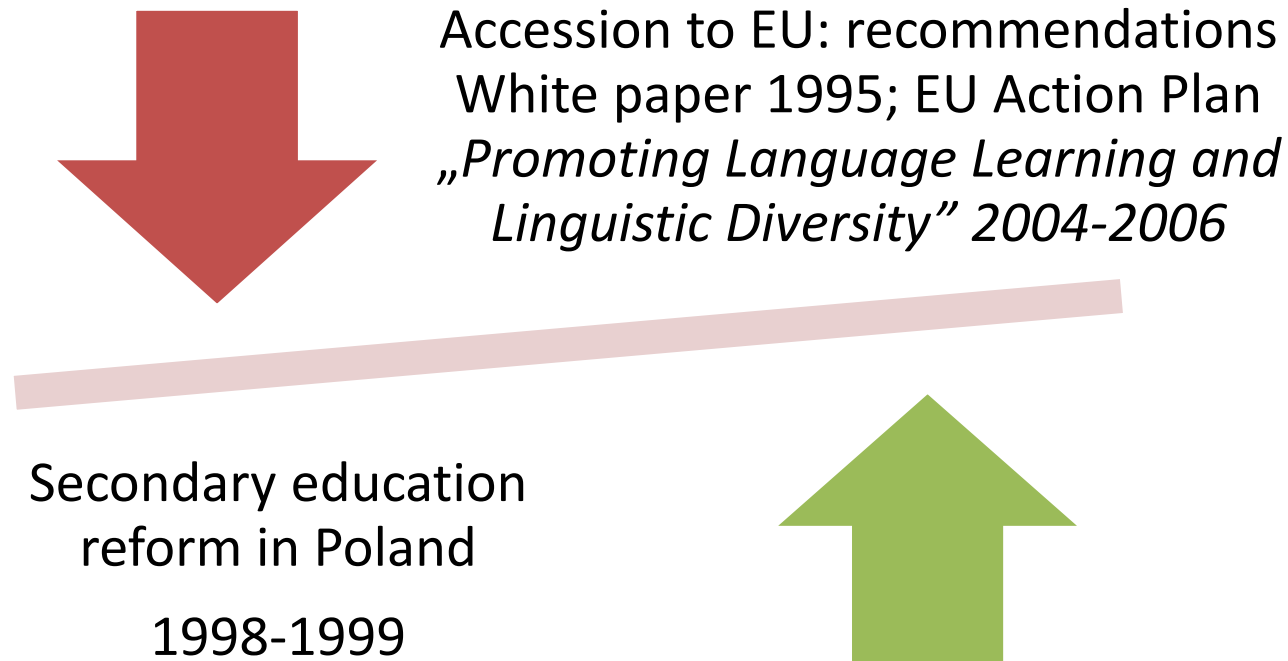 Accession to EU: recommendations
White paper 1995; EU Action Plan
„Promoting Language Learning and
Linguistic Diversity” 2004-2006
Secondary education
reform in Poland
1998-1999